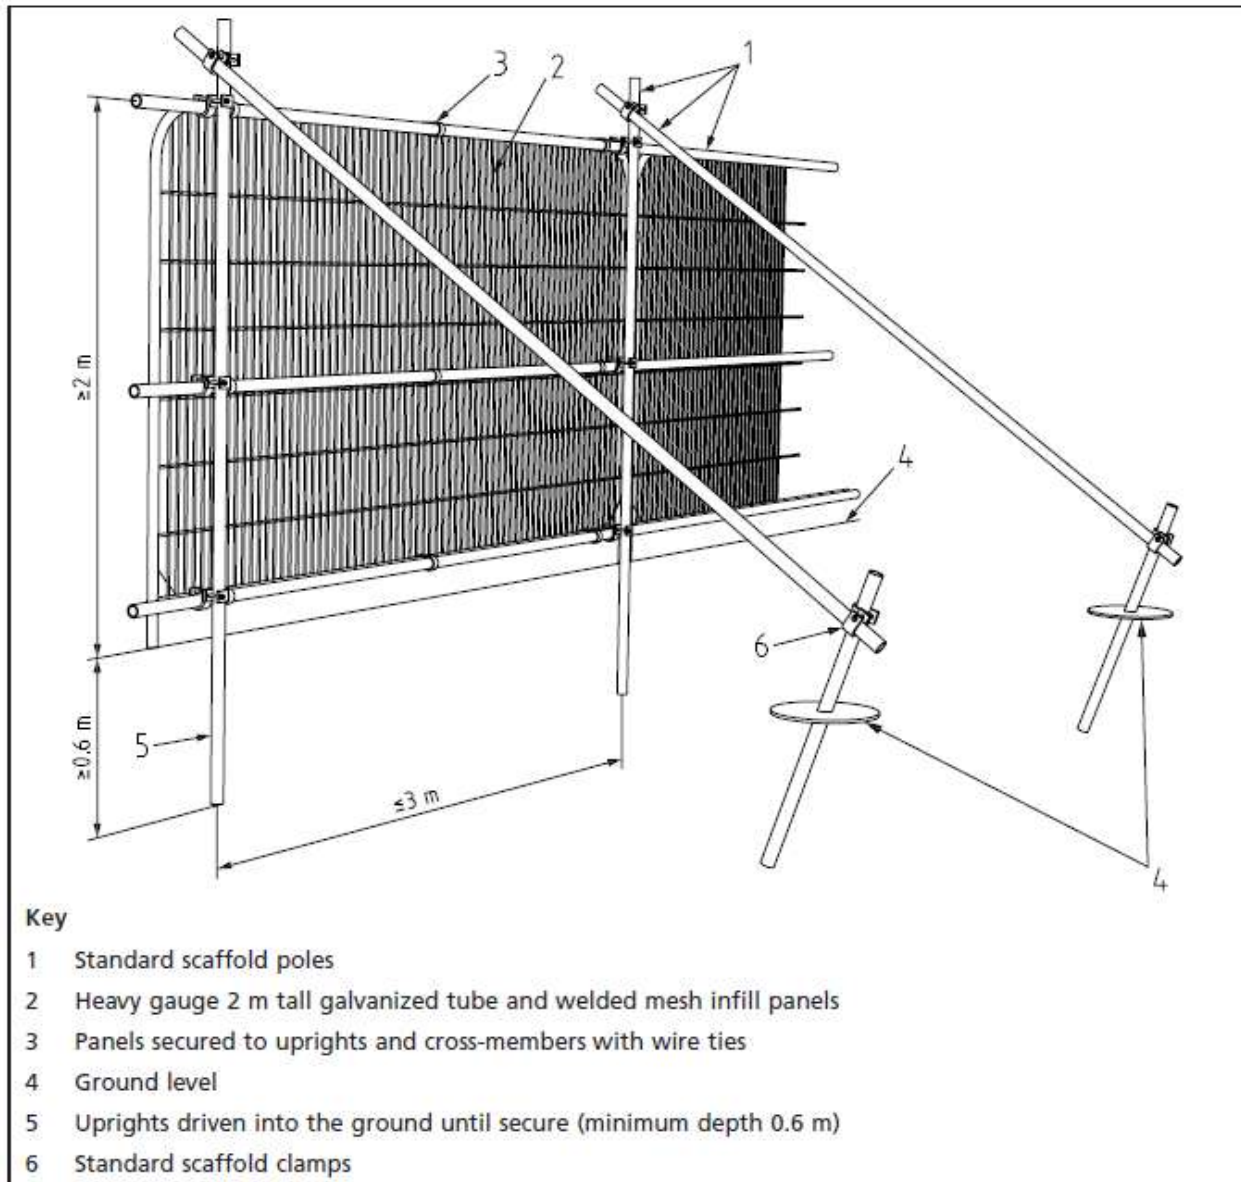 1
3
2
≥2 m
4
6
5
≥0.6 m
≤3 m
4
Key
1 Standard scaffold poles
2 Heavy gauge 2 m tall galvanized tube and welded mesh infill panels
3 Panels secured to uprights and cross-members with wire ties
4 Ground level
5 Uprights driven into the ground until secure (minimum depth 0.6 m)
6 Standard scaffold clamps